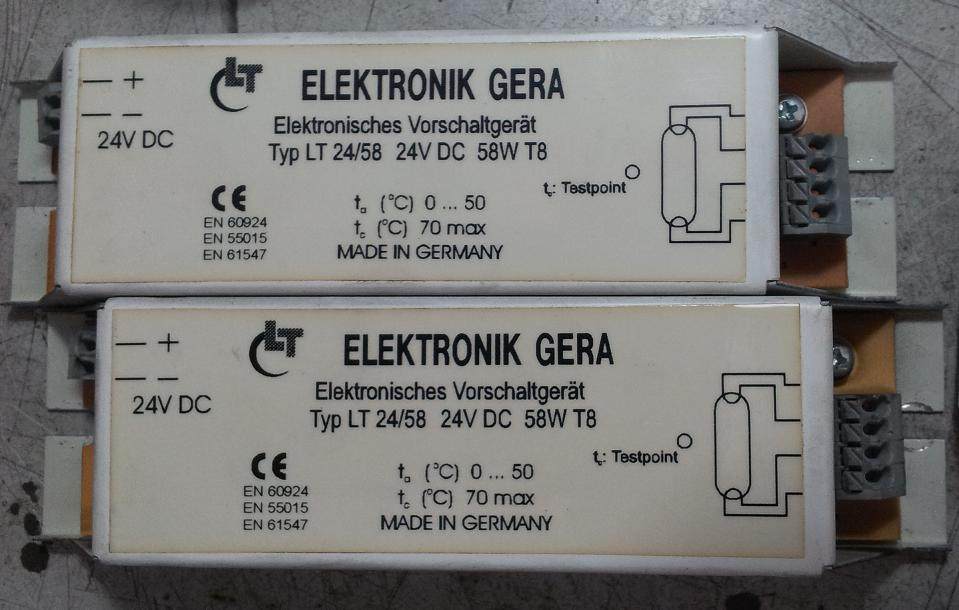 — +
— –
24V DC
LT
ELEKTRONIK GERA
Elektronisches Vorschaltgerät
Typ LT 24/58 24V DC 58W T8
tc: Testpoint
CE
EN 60924
EN 55015
EN 61547
ta (°C) 0 ... 50
tc (°C) 70 max
MADE IN GERMANY
— +
— –
24V DC
LT
ELEKTRONIK GERA
Elektronisches Vorschaltgerät
Typ LT 24/58 24V DC 58W T8
tc: Testpoint
CE
EN 60924
EN 55015
EN 61547
ta (°C) 0 ... 50
tc (°C) 70 max
MADE IN GERMANY